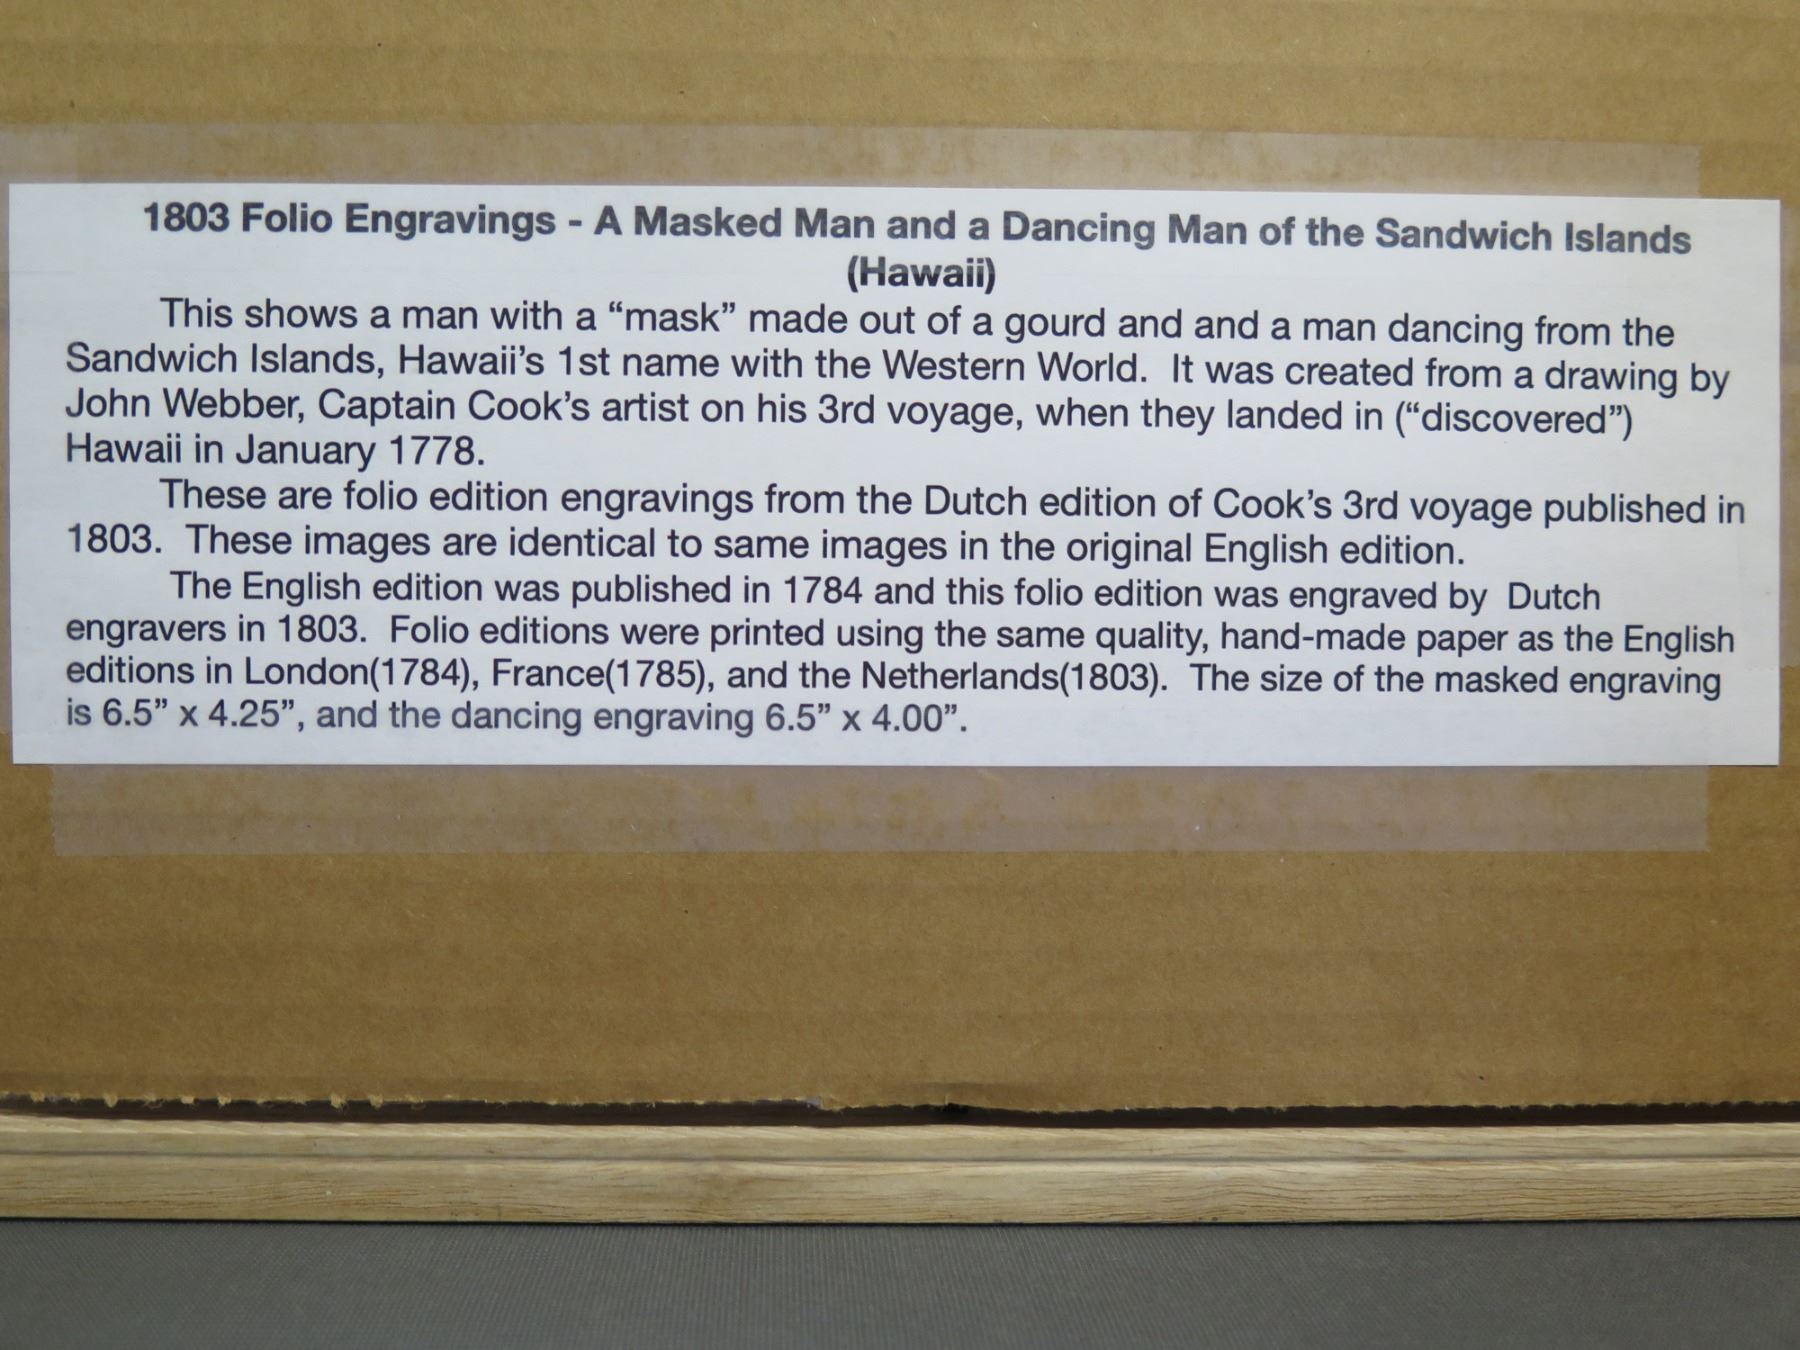 1803 Folio Engravings - A Masked Man and a Dancing Man of the Sandwich Islands
(Hawaii)
This shows a man with a “mask” made out of a gourd and and a man dancing from the
Sandwich Islands, Hawaii’s 1st name with the Western World.  It was created from a drawing by
John Webber, Captain Cook’s artist on his 3rd voyage, when they landed in (“discovered”)
Hawaii in January 1778.
These are folio edition engravings from the Dutch edition of Cook’s 3rd voyage published in
1803.  These images are identical to same images in the original English edition.
The English edition was published in 1784 and this folio edition was engraved by  Dutch
engravers in 1803.  Folio editions were printed using the same quality, hand-made paper as the English
editions in London(1784), France(1785), and the Netherlands(1803).  The size of the masked engraving
is 6.5” x 4.25”, and the dancing engraving 6.5” x 4.00”.